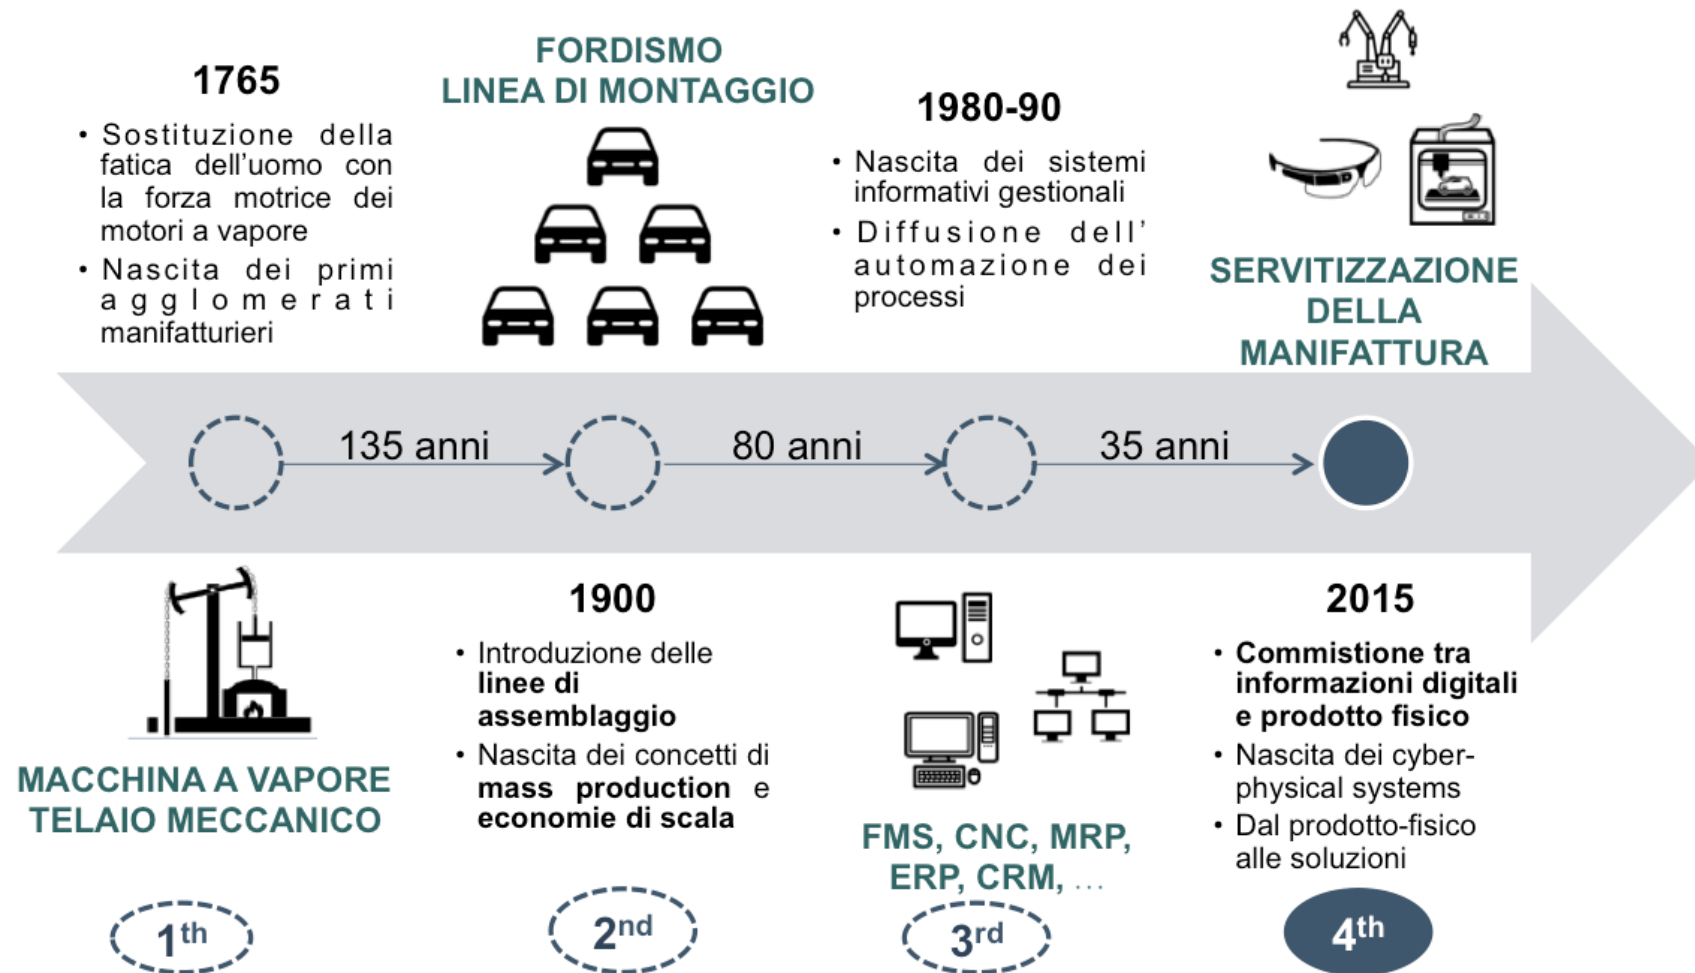 1765
• Sostituzione della
fatica dell'uomo con
la forza motrice dei
motori a vapore
• Nascita dei primi
agglomerati
manifatturieri
FORDISMO
LINEA DI MONTAGGIO
1980-90
• Nascita dei sistemi
informativi gestionali
• Diffusione dell'
automazione dei
processi
SERVITIZZAZIONE
DELLA
MANIFATTURA
135 anni
80 anni
35 anni
MACCHINA A VAPORE
TELAIO MECCANICO
1900
• Introduzione delle
linee di
assemblaggio
• Nascita dei concetti di
mass production e
economie di scala
FMS, CNC, MRP,
ERP, CRM, ...
2015
• Commistione tra
informazioni digitali
e prodotto fisico
• Nascita dei cyber-
physical systems
• Dal prodotto-fisico
alle soluzioni
1th
2nd
3rd
4th